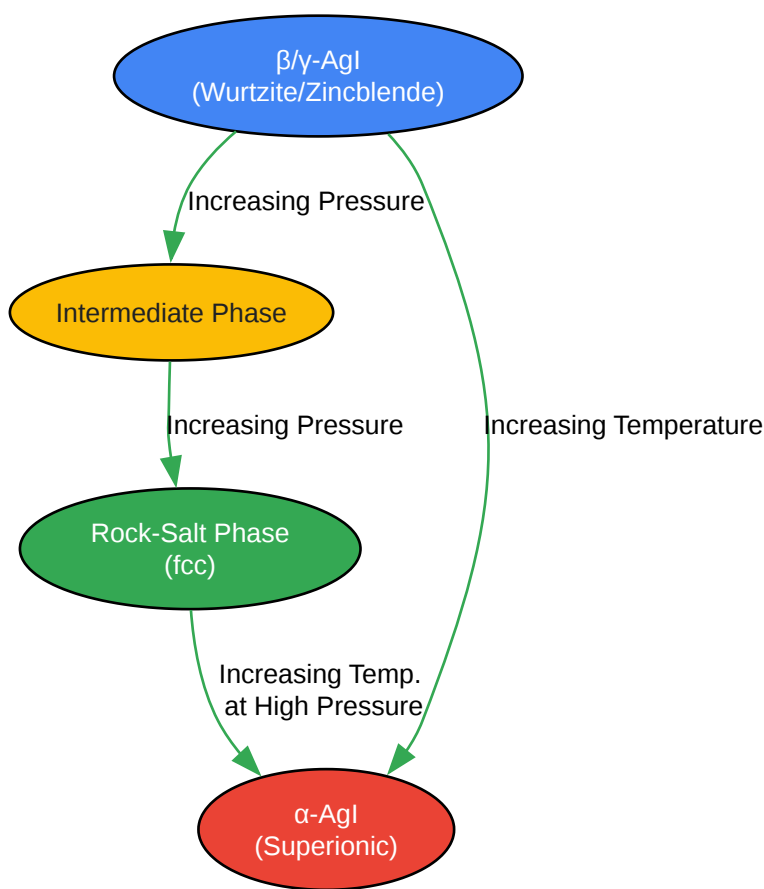 β/γ-AgI
(Wurtzite/Zincblende)
Increasing Pressure
Intermediate Phase
Increasing Pressure
Increasing Temperature
Rock-Salt Phase
(fcc)
Increasing Temp.
at High Pressure
α-AgI
(Superionic)